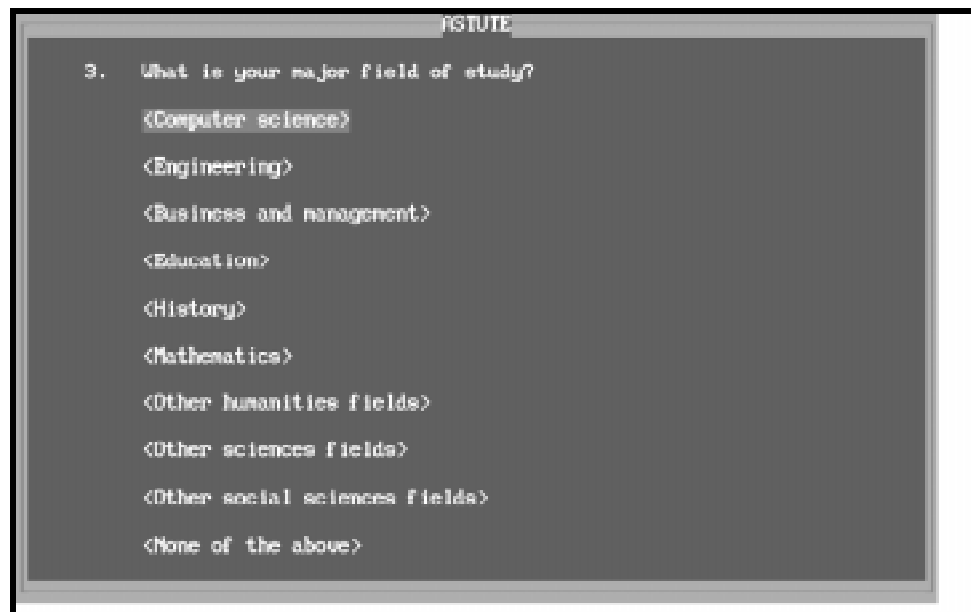 ASTUTE
3. What is your major field of study?
<Computer science>
<Engineering>
<Business and management>
<Education>
<History>
<Mathematics>
<Other humanities fields>
<Other sciences fields>
<Other social sciences fields>
<None of the above>